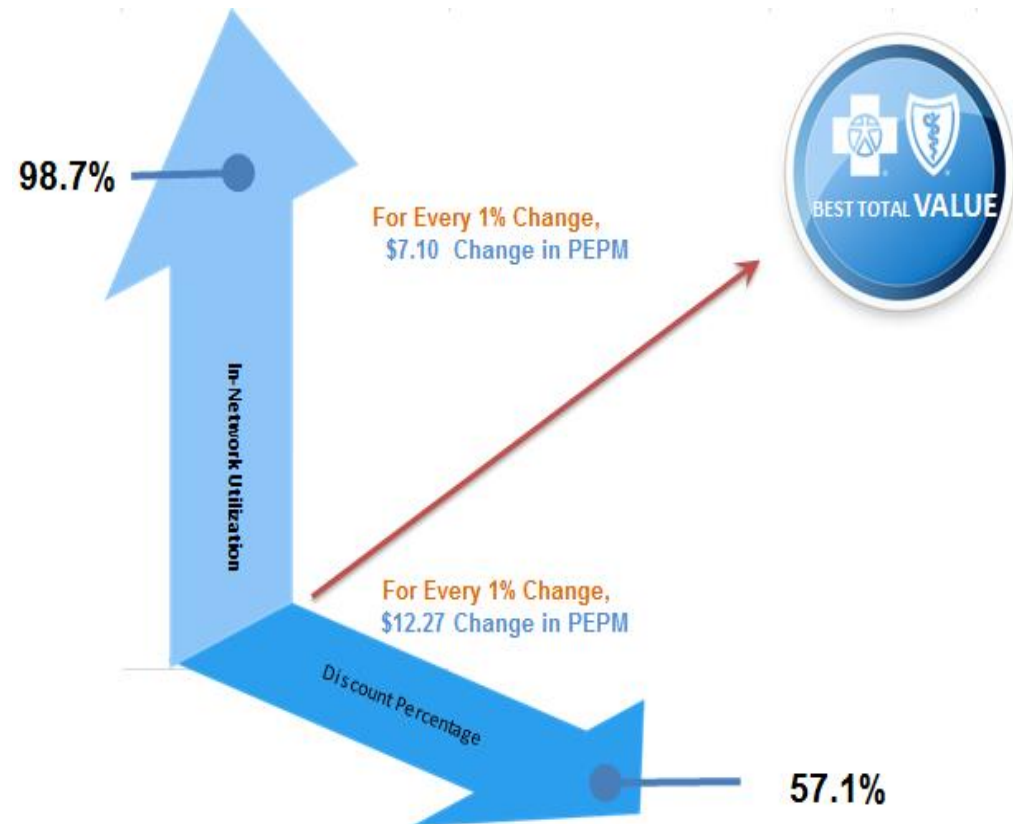 98.7%
For Every 1% Change,
$7.10 Change in PEPM
BEST TOTAL VALUE
In-Network Utilization
For Every 1% Change,
$12.27 Change in PEPM
Discount Percentage
57.1%